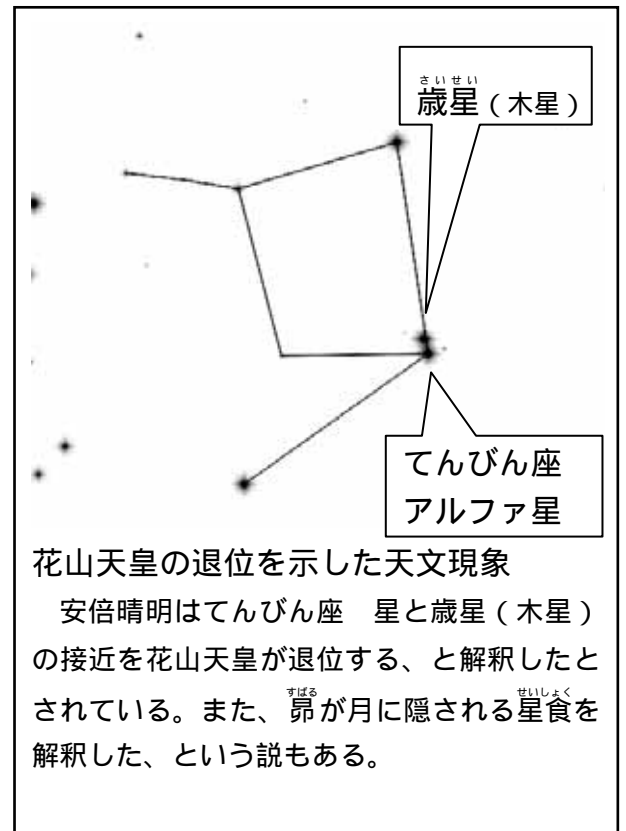 さいせい
歳星（木星）
てんびん座
アルファ星
花山天皇の退位を示した天文現象
　安倍晴明はてんびん座　星と歳星（木星）
の接近を花山天皇が退位する、と解釈したと
されている。また、昴が月に隠される星食を
すばる
せいしょく
解釈した、という説もある。